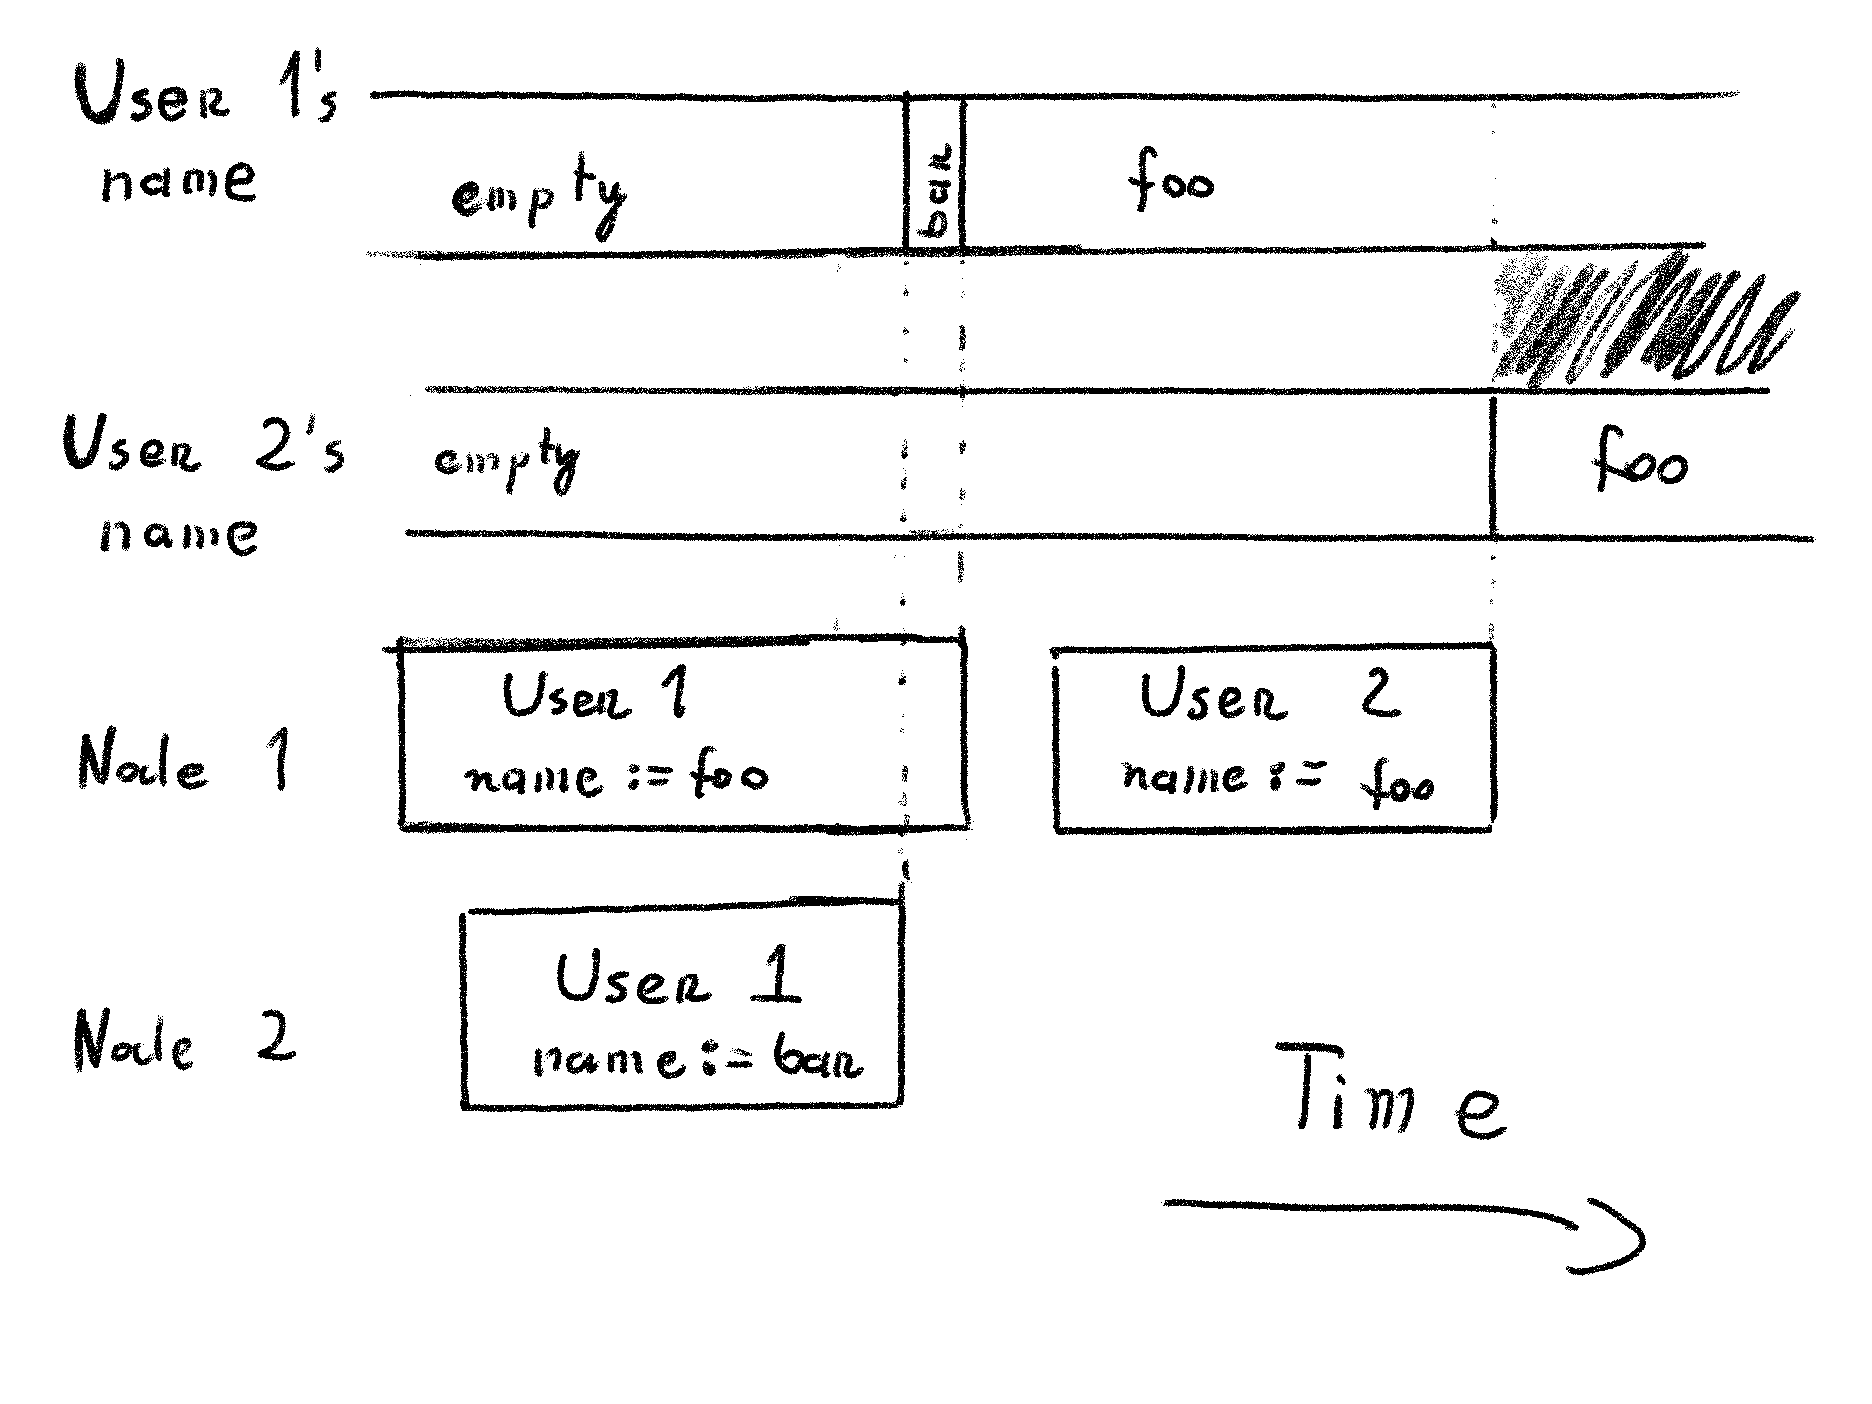 User 1's
name
empty
bar
foo
User 2's
name
empty
foo
Node 1
User 1
name := foo
User 2
name := foo
Node 2
User 1
name := bar
Time